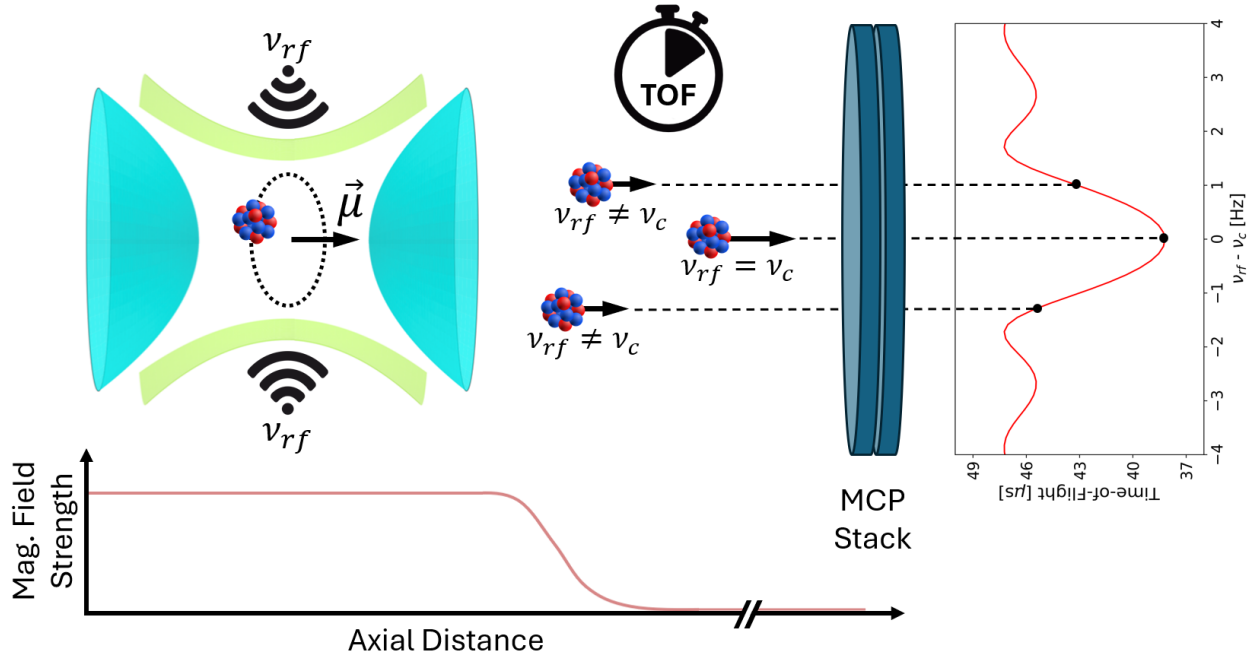 ν_rf
TOF
μ⃗
ν_rf ≠ ν_c
ν_rf = ν_c
ν_rf ≠ ν_c
ν_rf
MCP
Stack
4
3
2
1
0
−1
−2
−3
−4
ν_rf - ν_c [Hz]
49
46
43
40
37
Time-of-Flight [μs]
Mag. Field
Strength
Axial Distance